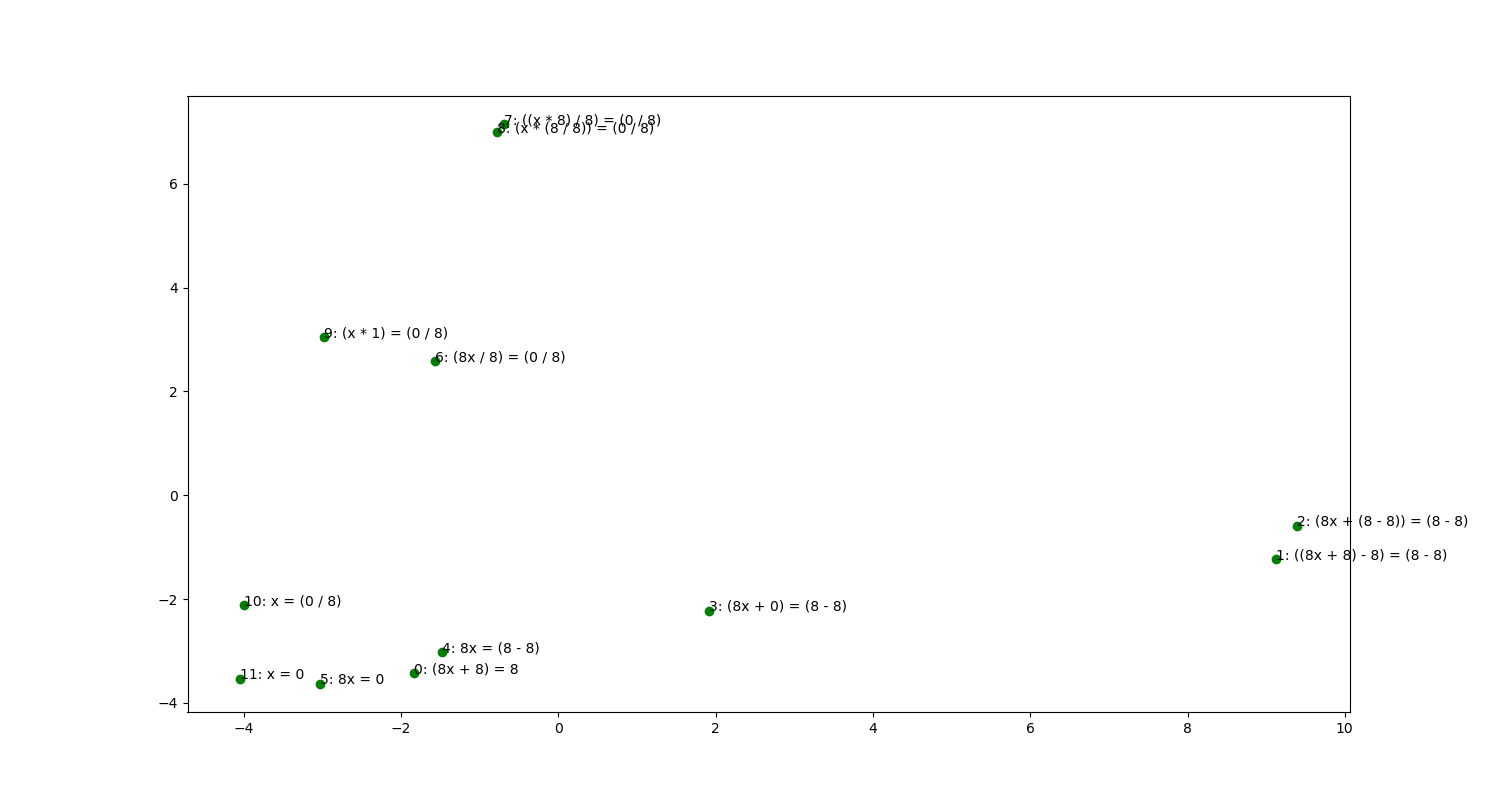 7: ((x * 8) / 8) = (0 / 8)
8: (x * (8 / 8)) = (0 / 8)
6
4
9: (x * 1) = (0 / 8)
6: (8x / 8) = (0 / 8)
2
0
2: (8x + (8 - 8)) = (8 - 8)
1: ((8x + 8) - 8) = (8 - 8)
−2
10: x = (0 / 8)
3: (8x + 0) = (8 - 8)
4: 8x = (8 - 8)
0: (8x + 8) = 8
11: x = 0
5: 8x = 0
−4
−4 −2 0 2 4 6 8 10